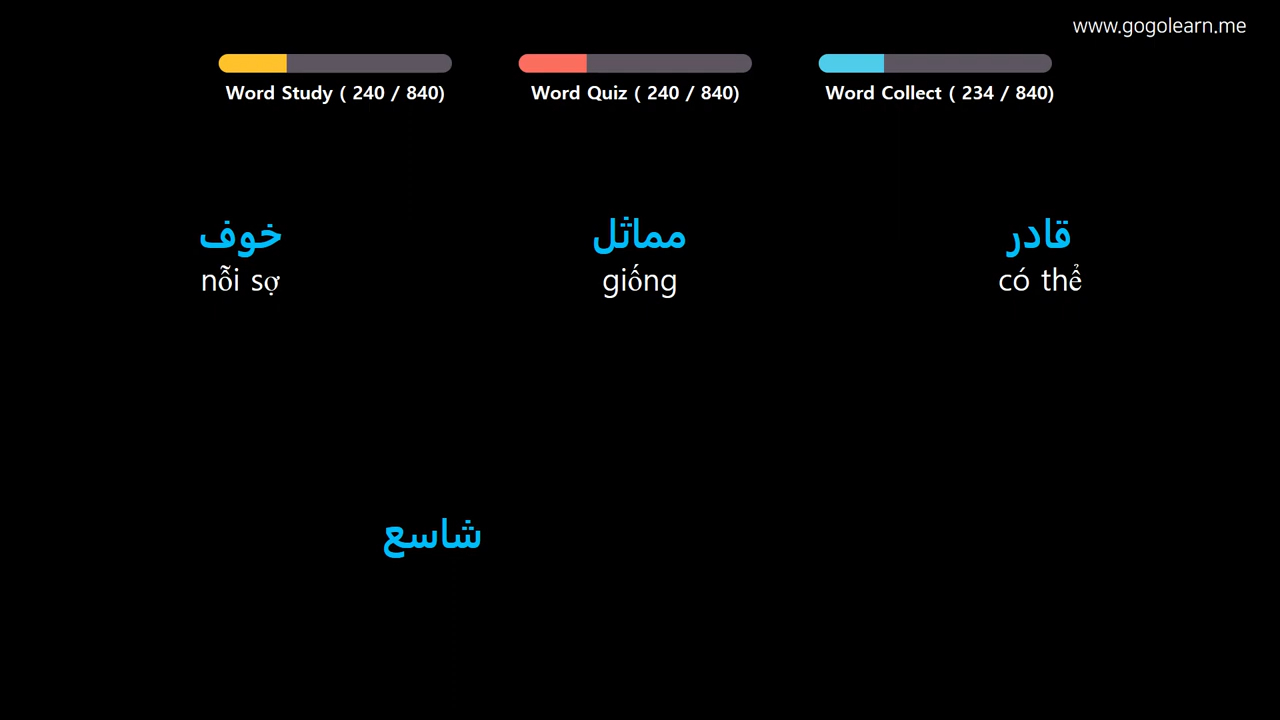 www.gogolearn.me
Word Study ( 240 / 840)
Word Quiz ( 240 / 840)
Word Collect ( 234 / 840)
خوف
nỗi sợ
مماثل
giống
قادر
có thể
شاسع